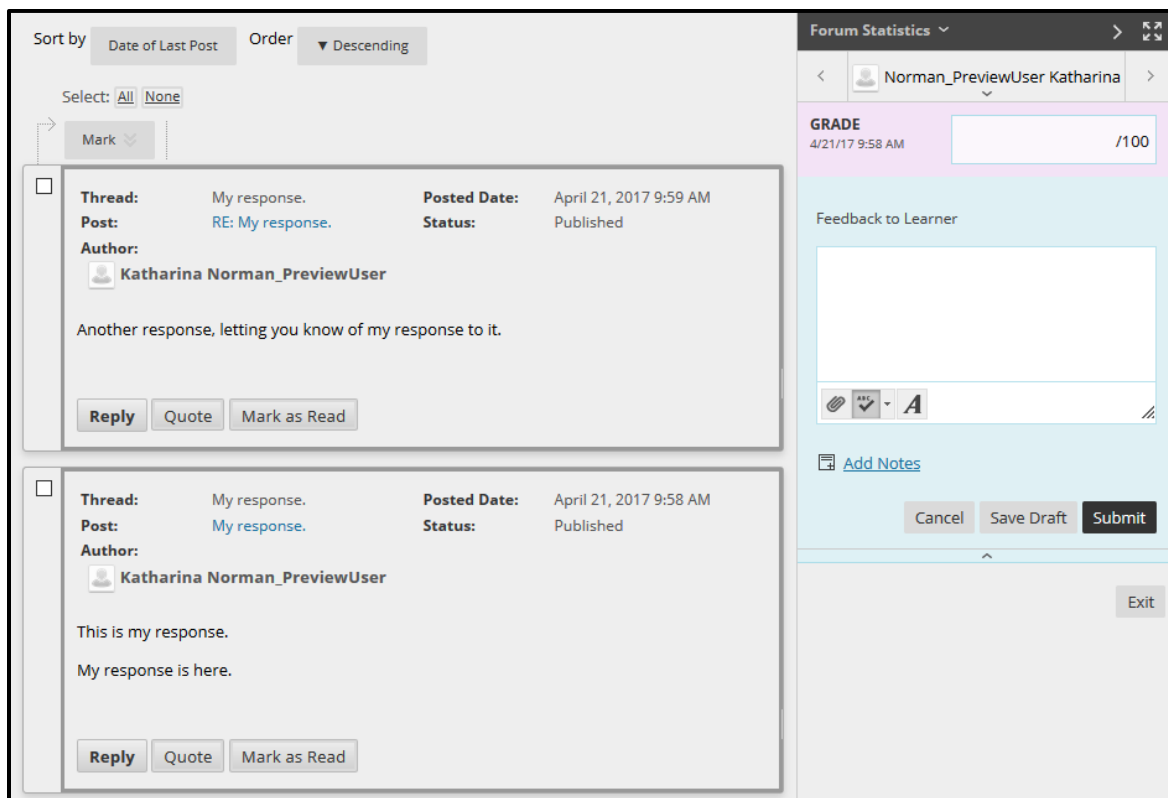 Sort by Date of Last Post Order ▼ Descending
Select: All None
Mark
Thread: My response. Posted Date: April 21, 2017 9:59 AM
Post: RE: My response. Status: Published
Author:
Katharina Norman_PreviewUser
Another response, letting you know of my response to it.
Reply Quote Mark as Read
Thread: My response. Posted Date: April 21, 2017 9:58 AM
Post: My response. Status: Published
Author:
Katharina Norman_PreviewUser
This is my response.
My response is here.
Reply Quote Mark as Read
Forum Statistics
Norman_PreviewUser Katharina
GRADE
4/21/17 9:58 AM
/100
Feedback to Learner
ABC A
Add Notes
Cancel Save Draft Submit
Exit